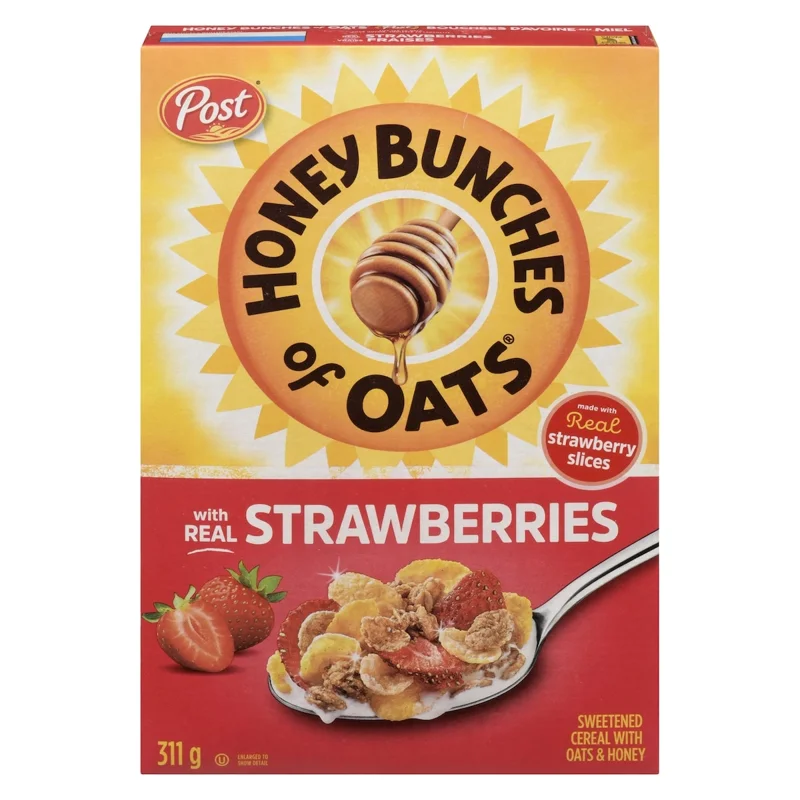 HONEY BUNCHES OF OATS BOUCHÉES D'AVOINE AU MIEL
STRAWBERRIES
FRAISES
Post
HONEY BUNCHES
of OATS®
made with
Real
strawberry
slices
with
REAL
STRAWBERRIES
311 g
U
ENLARGED TO
SHOW DETAIL
SWEETENED
CEREAL WITH
OATS & HONEY